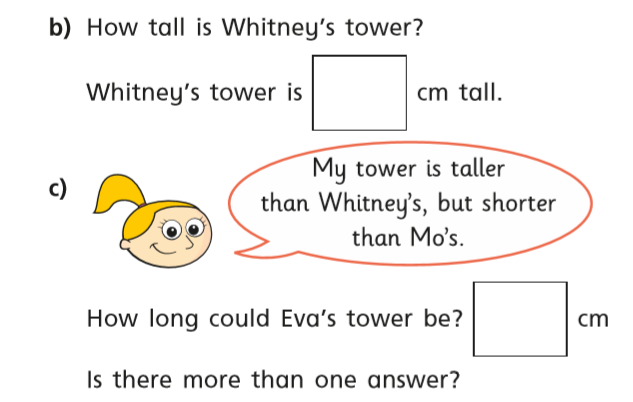 b) How tall is Whitney's tower?
Whitney's tower is cm tall.
c)
My tower is taller
than Whitney's, but shorter
than Mo's.
How long could Eva's tower be? cm
Is there more than one answer?